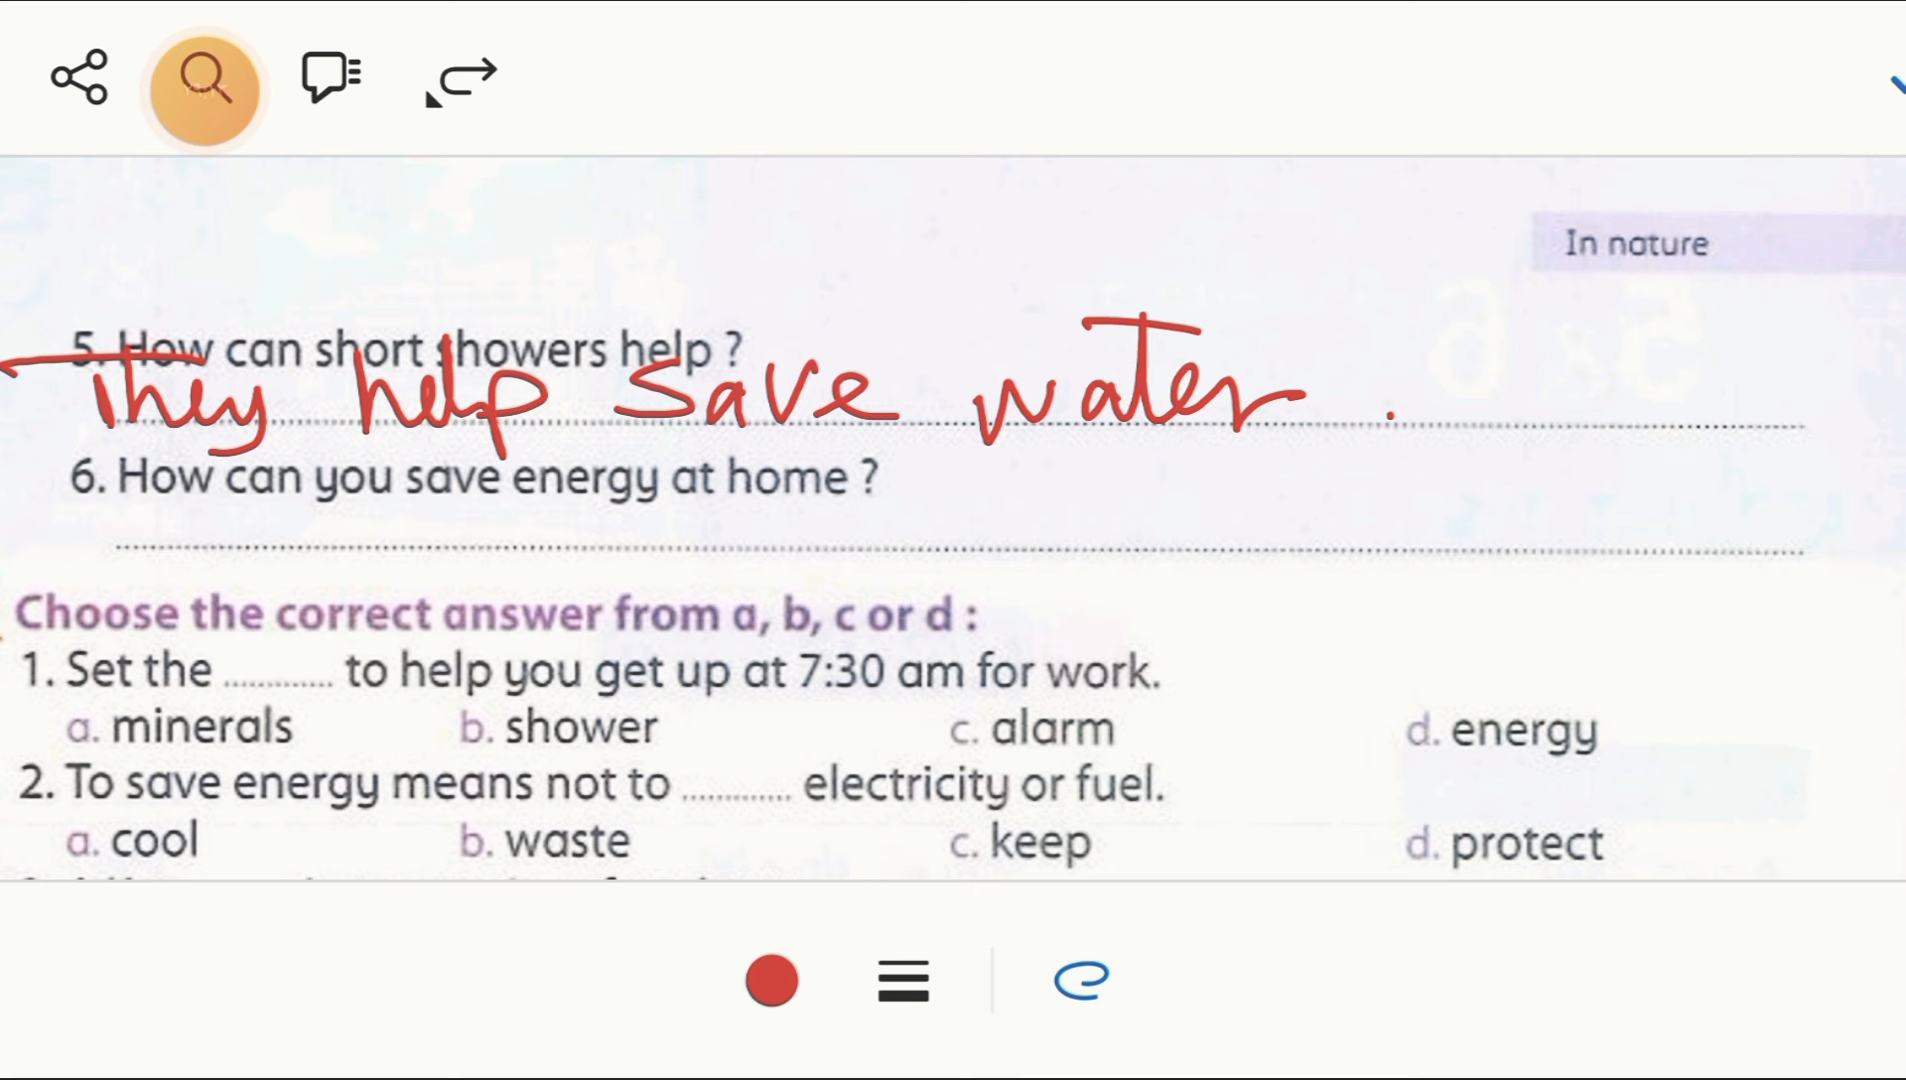 In nature
5. How can short showers help ?
They help save water .
6. How can you save energy at home ?
Choose the correct answer from a, b, c or d :
1. Set the ............. to help you get up at 7:30 am for work.
a. minerals b. shower c. alarm d. energy
2. To save energy means not to ............. electricity or fuel.
a. cool b. waste c. keep d. protect